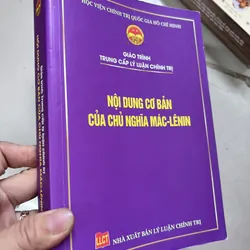 HỌC VIỆN CHÍNH TRỊ QUỐC GIA HỒ CHÍ MINH
GIÁO TRÌNH
TRUNG CẤP LÝ LUẬN CHÍNH TRỊ
NỘI DUNG CƠ BẢN
CỦA CHỦ NGHĨA MÁC-LÊNIN
LLCT
NHÀ XUẤT BẢN LÝ LUẬN CHÍNH TRỊ